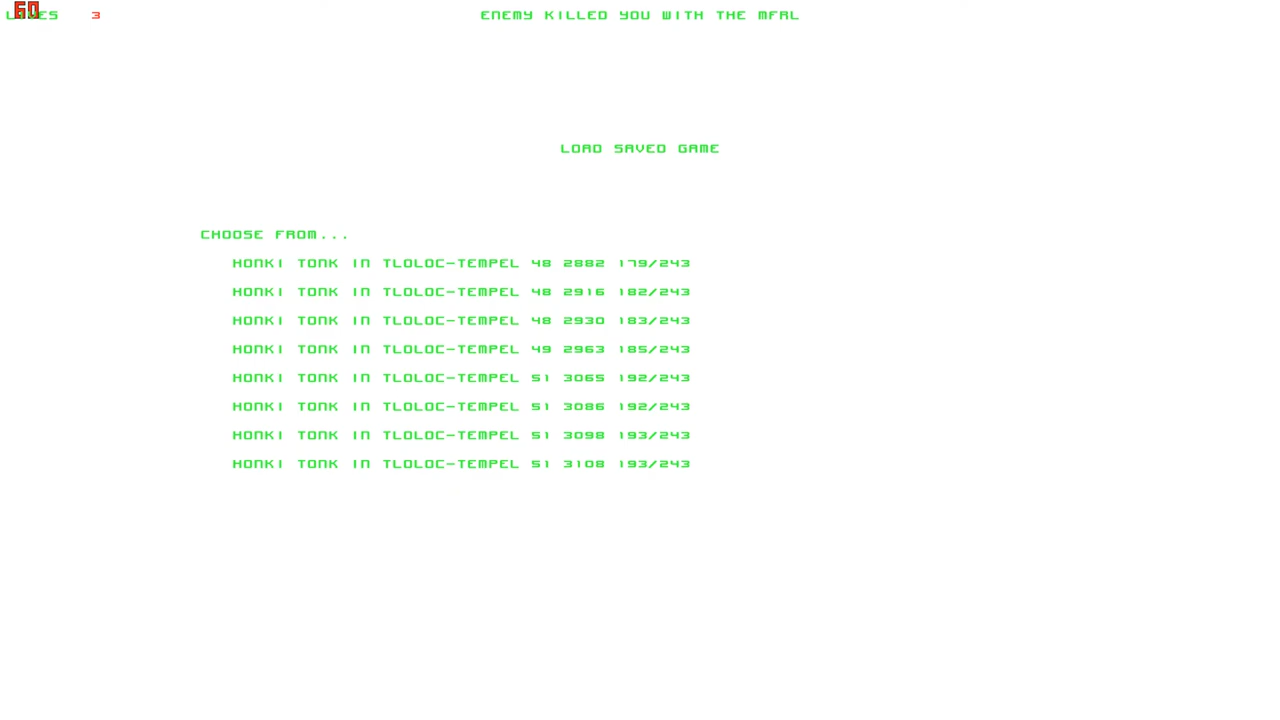 60
LIVES 3
ENEMY KILLED YOU WITH THE MFAL
LOAD SAVED GAME
CHOOSE FROM...
HONKI TONK IN TLOLOC-TEMPEL 48 2882 179/243
HONKI TONK IN TLOLOC-TEMPEL 48 2916 182/243
HONKI TONK IN TLOLOC-TEMPEL 48 2930 183/243
HONKI TONK IN TLOLOC-TEMPEL 49 2963 185/243
HONKI TONK IN TLOLOC-TEMPEL 51 3065 192/243
HONKI TONK IN TLOLOC-TEMPEL 51 3086 192/243
HONKI TONK IN TLOLOC-TEMPEL 51 3098 193/243
HONKI TONK IN TLOLOC-TEMPEL 51 3108 193/243